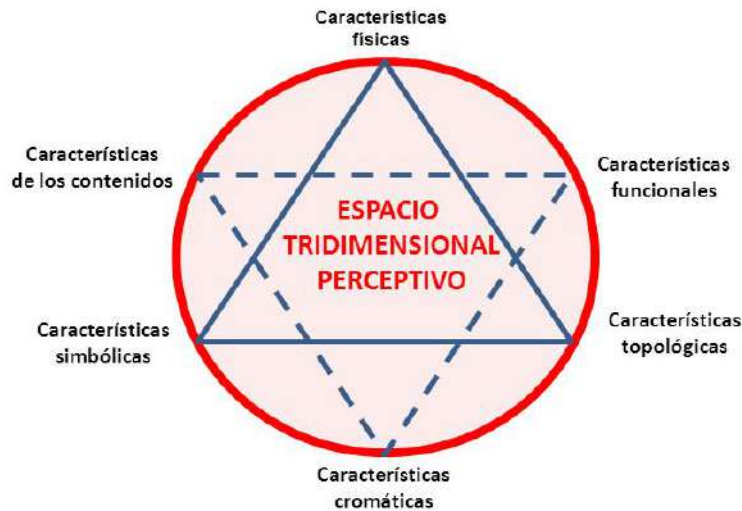 Características
físicas
Características
de los contenidos
Características
funcionales
ESPACIO
TRIDIMENSIONAL
PERCEPTIVO
Características
simbólicas
Características
topológicas
Características
cromáticas